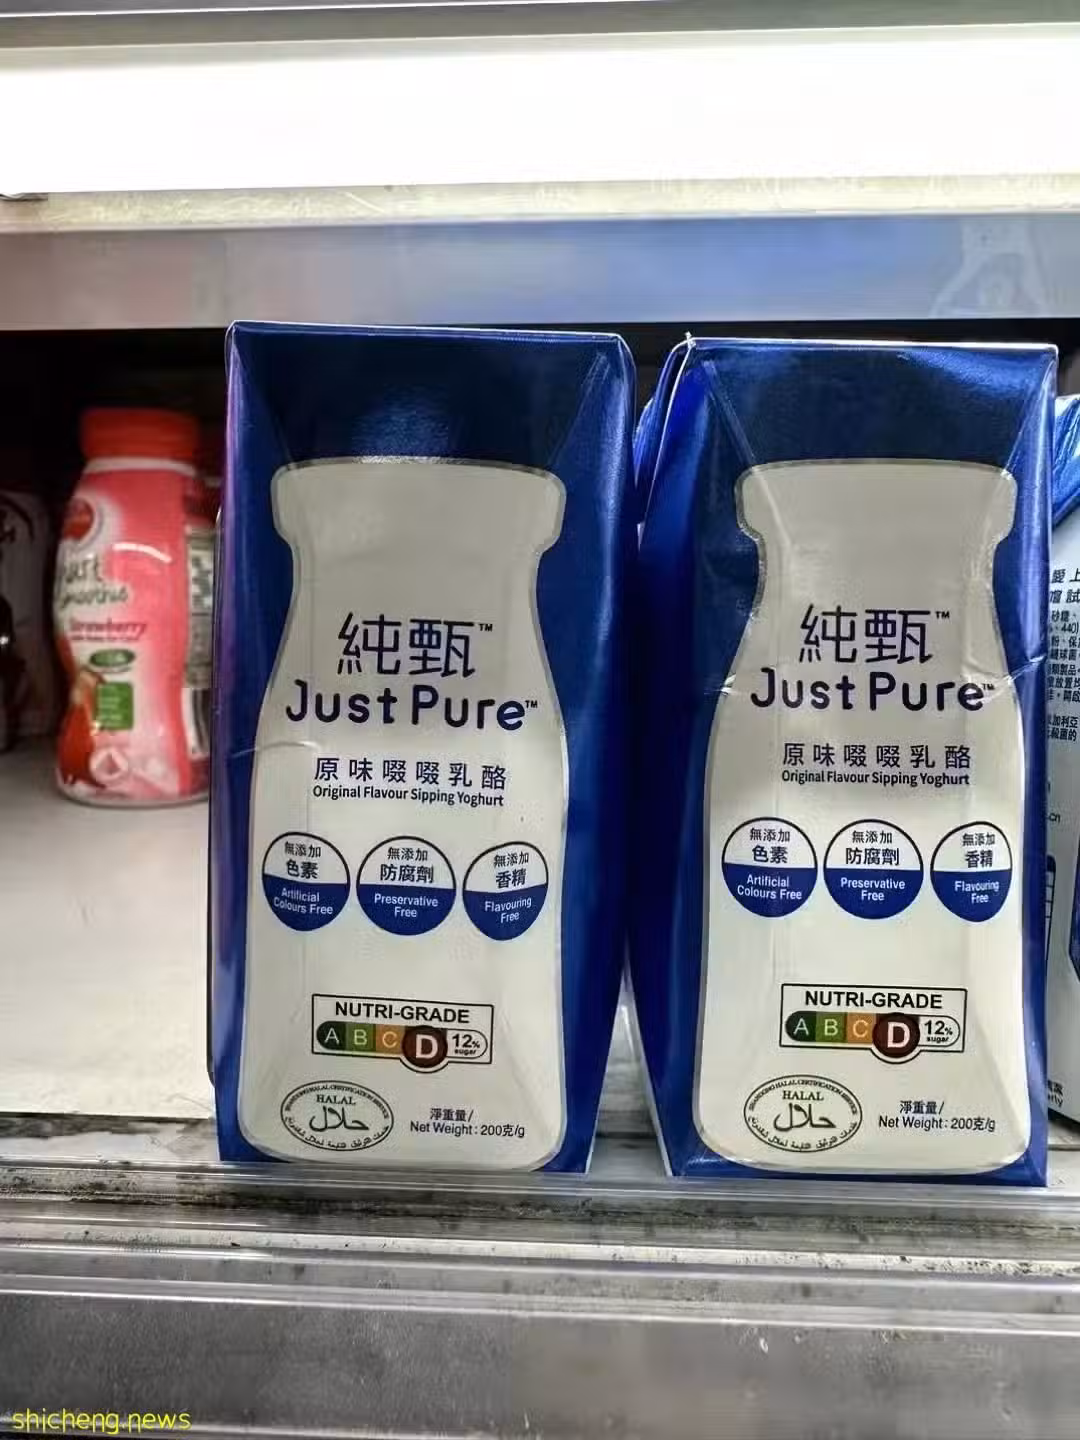 純甄™
Just Pure™
原味啜啜乳酪
Original Flavour Sipping Yoghurt
無添加
色素
Artificial
Colours Free
無添加
防腐劑
Preservative
Free
無添加
香精
Flavouring
Free
NUTRI-GRADE
A B C D 12% sugar
HALAL
حلال
淨重量/
Net Weight: 200克/g
純甄™
Just Pure™
原味啜啜乳酪
Original Flavour Sipping Yoghurt
無添加
色素
Artificial
Colours Free
無添加
防腐劑
Preservative
Free
無添加
香精
Flavouring
Free
NUTRI-GRADE
A B C D 12% sugar
HALAL
حلال
淨重量/
Net Weight: 200克/g
Strawberry
愛上
砂糖、
440)
shicheng.news